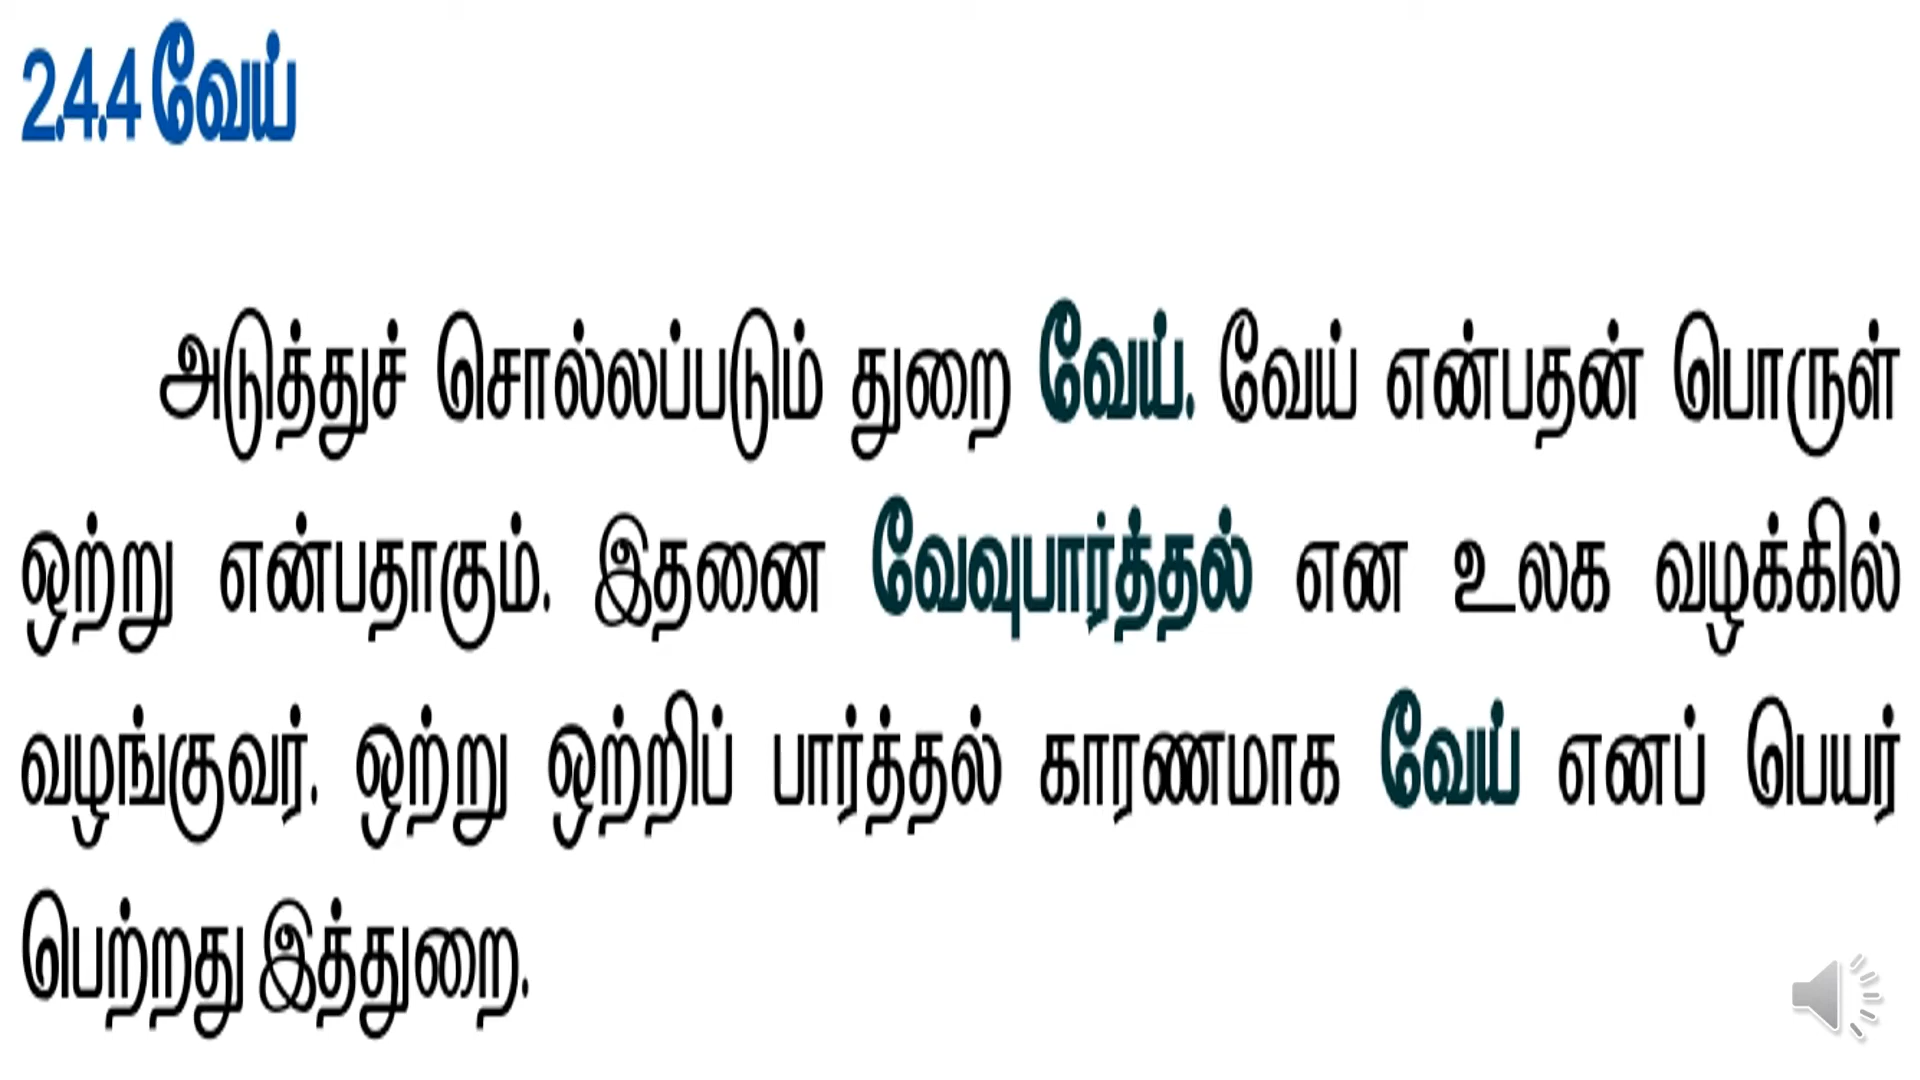 2.4.4 வேய்
அடுத்துச் சொல்லப்படும் துறை வேய். வேய் என்பதன் பொருள்
ஒற்று என்பதாகும். இதனை வேவுபார்த்தல் என உலக வழக்கில்
வழங்குவர். ஒற்று ஒற்றிப் பார்த்தல் காரணமாக வேய் எனப் பெயர்
பெற்றது இத்துறை.